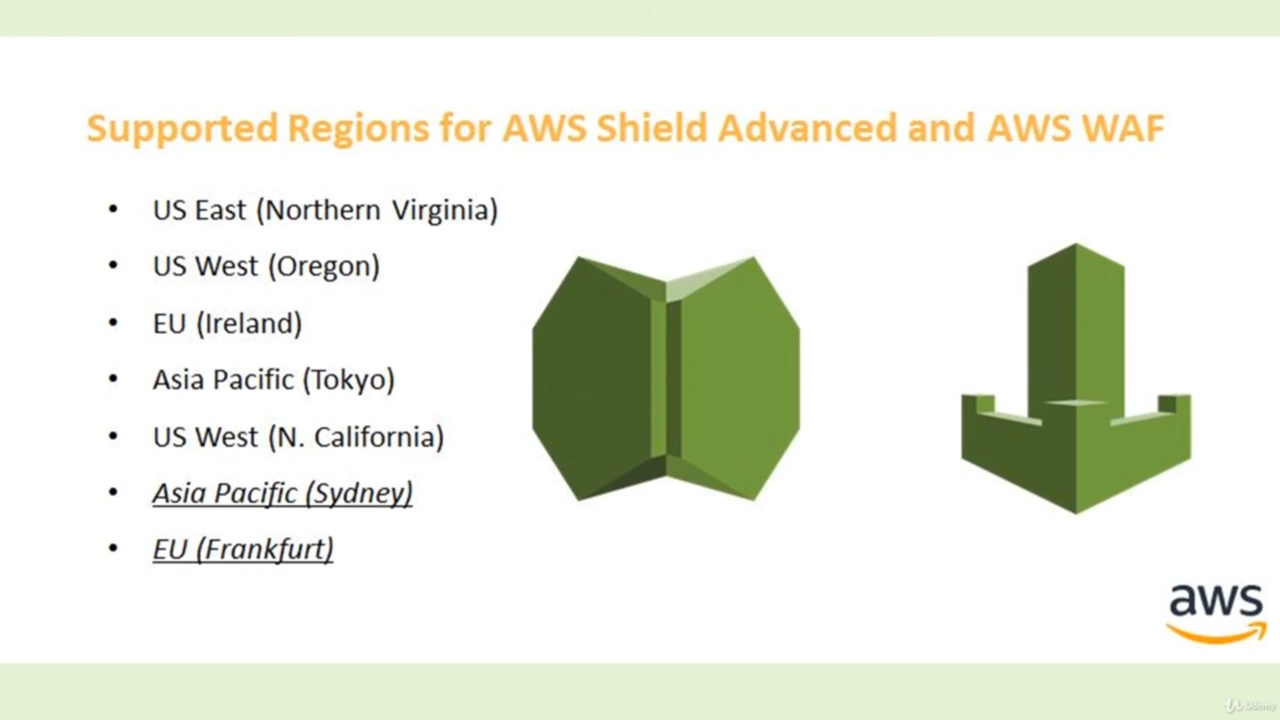 Supported Regions for AWS Shield Advanced and AWS WAF
• US East (Northern Virginia)
• US West (Oregon)
• EU (Ireland)
• Asia Pacific (Tokyo)
• US West (N. California)
• Asia Pacific (Sydney)
• EU (Frankfurt)
aws
Udemy